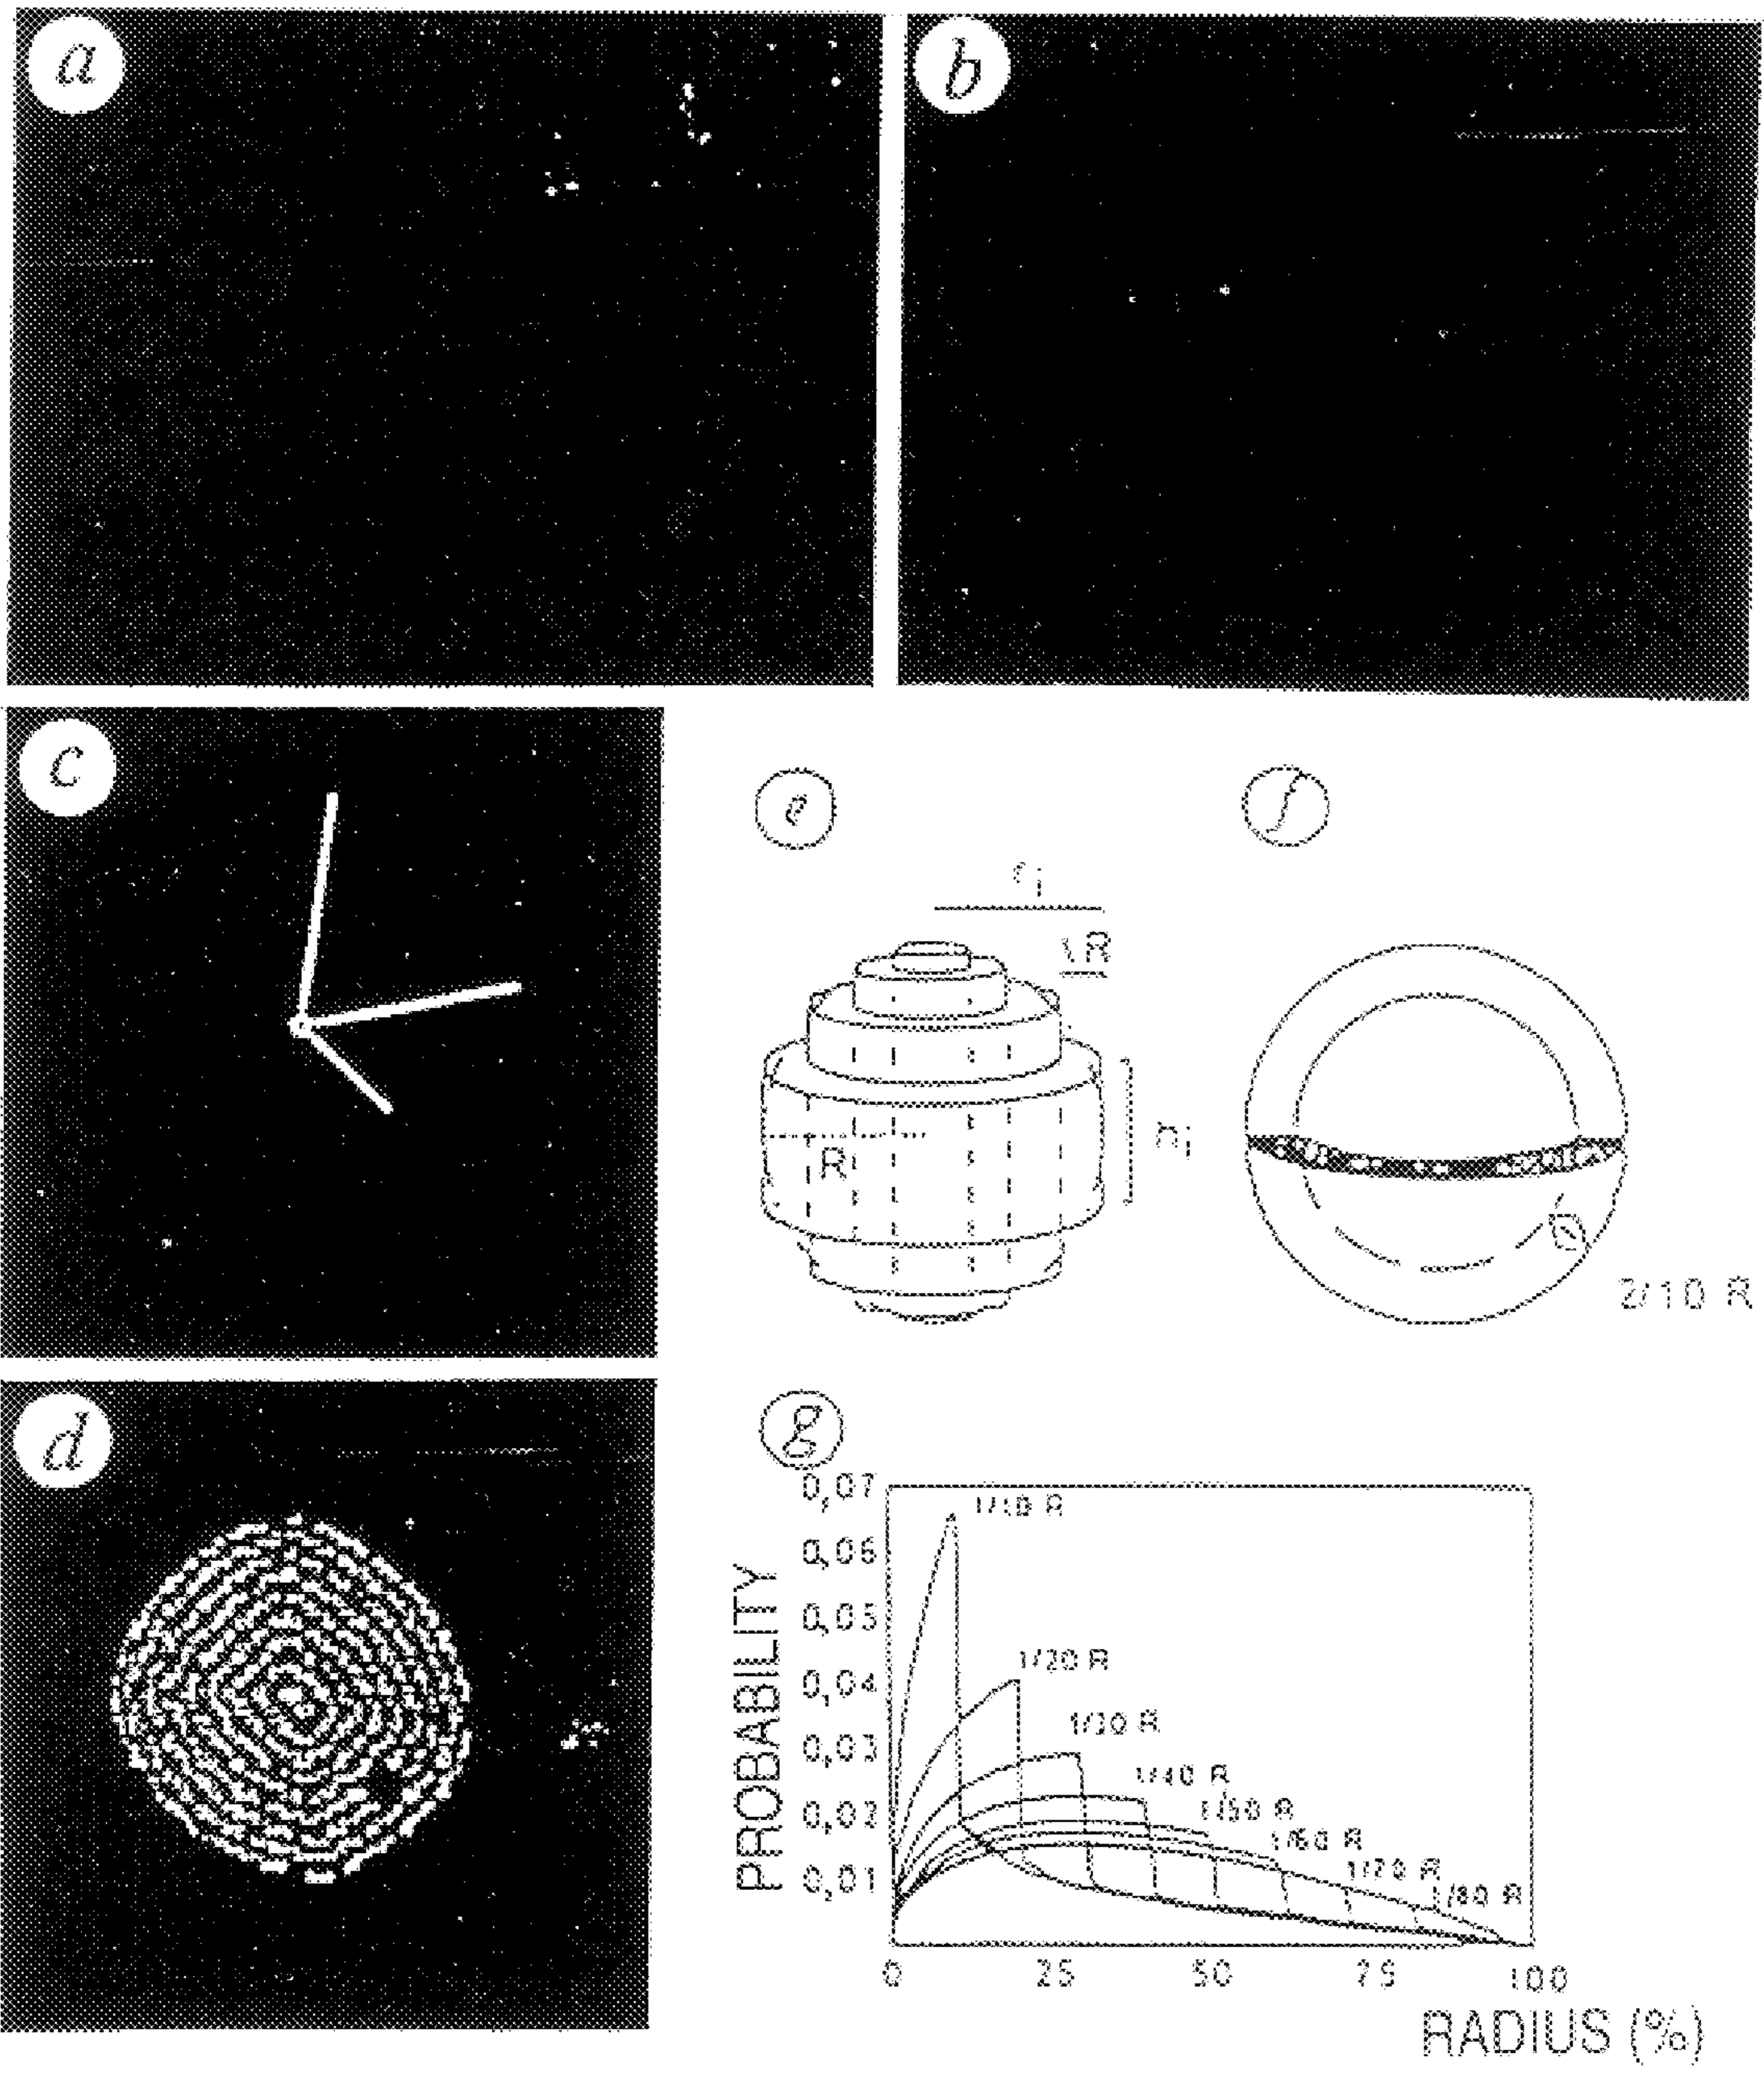 a
b
c
e
f
r i
R
R
h i
2/10 R
d
g
0,07
1/10 R
0,06
0,05
1/20 R
0,04
1/30 R
0,03
1/40 R
1/50 R
0,02
1/60 R
1/70 R
0,01
1/80 R
0 25 50 75 100
PROBABILITY
RADIUS (%)